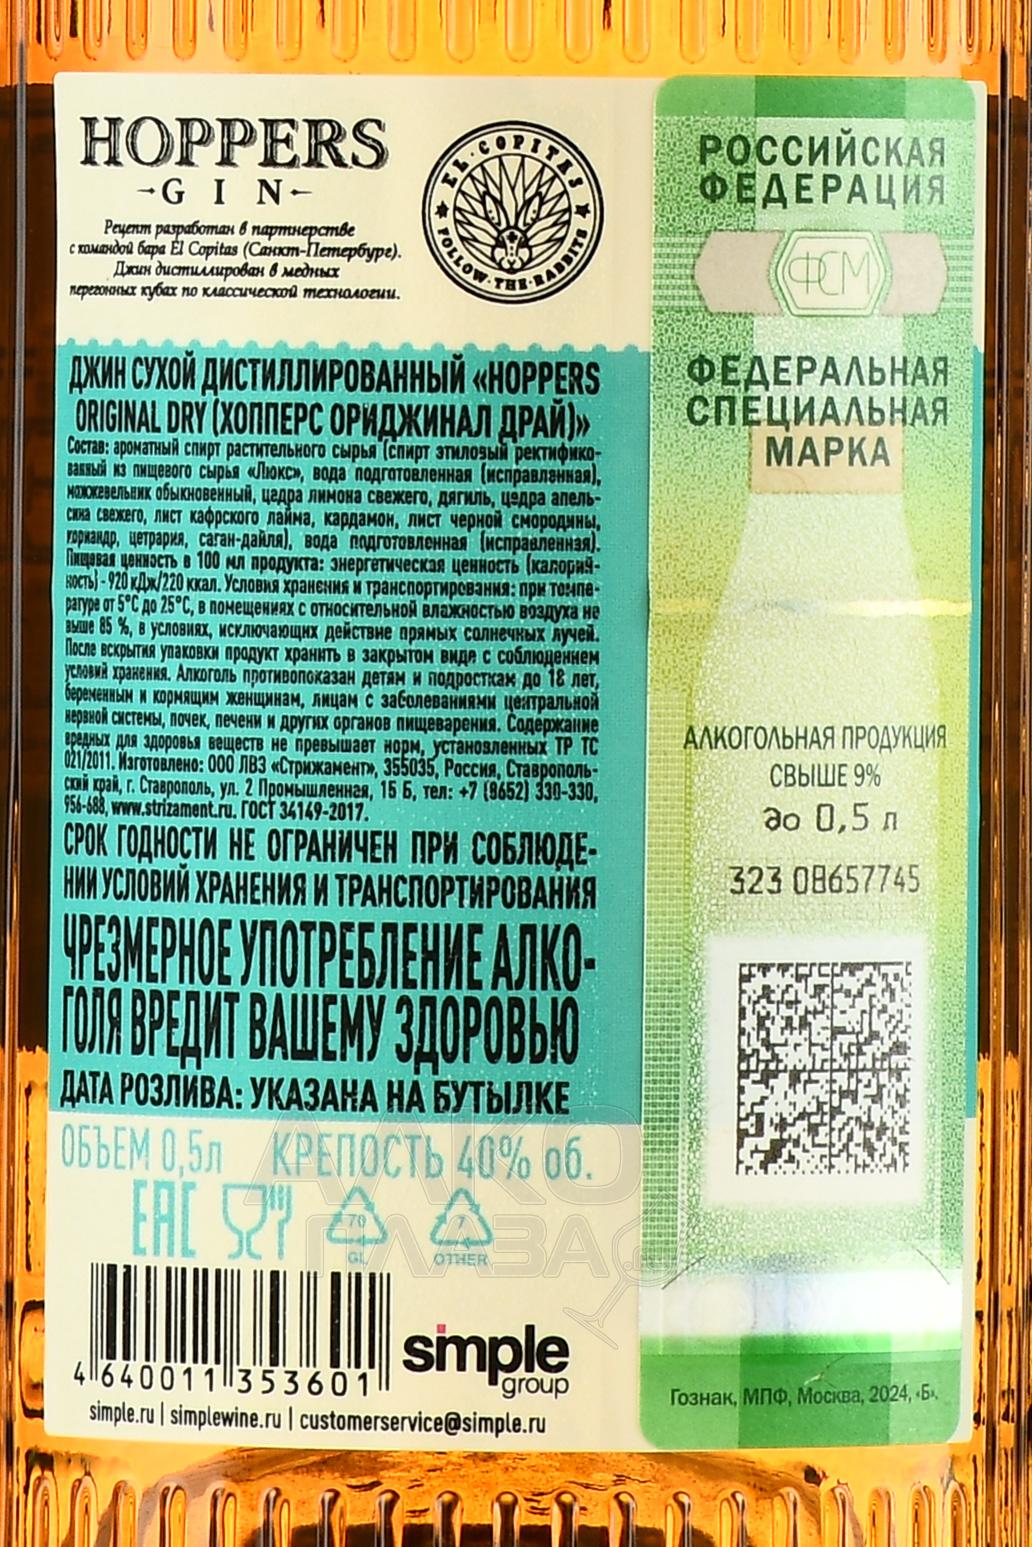 HOPPERS
GIN
Рецепт разработан в партнерстве
с командой бара El Copitas (Санкт-Петербург).
Джин дистиллирован в медных
перегонных кубах по классической технологии.
EL·COPITAS
FOLLOW·THE·RABBITS
ДЖИН СУХОЙ ДИСТИЛЛИРОВАННЫЙ «HOPPERS
ORIGINAL DRY (ХОППЕРС ОРИДЖИНАЛ ДРАЙ)»
Состав: ароматный спирт растительного сырья (спирт этиловый ректифико-
ванный из пищевого сырья «Люкс», вода подготовленная (исправленная),
можжевельник обыкновенный, цедра лимона свежего, дягиль, цедра апель-
сина свежего, лист кафрского лайма, кардамон, лист черной смородины,
кориандр, цетрария, саган-дайля), вода подготовленная (исправленная).
Пищевая ценность в 100 мл продукта: энергетическая ценность (калорий-
ность) - 920 кДж/220 ккал. Условия хранения и транспортирования: при темпе-
ратуре от 5°С до 25°С, в помещениях с относительной влажностью воздуха не
выше 85 %, в условиях, исключающих действие прямых солнечных лучей.
После вскрытия упаковки продукт хранить в закрытом виде с соблюдением
условий хранения. Алкоголь противопоказан детям и подросткам до 18 лет,
беременным и кормящим женщинам, лицам с заболеваниями центральной
нервной системы, почек, печени и других органов пищеварения. Содержание
вредных для здоровья веществ не превышает норм, установленных ТР ТС
021/2011. Изготовлено: ООО ЛВЗ «Стрижамент», 355035, Россия, Ставрополь-
ский край, г. Ставрополь, ул. 2 Промышленная, 15 Б, тел: +7 (8652) 330-330,
956-688, www.strizament.ru. ГОСТ 34149-2017.
СРОК ГОДНОСТИ НЕ ОГРАНИЧЕН ПРИ СОБЛЮДЕ-
НИИ УСЛОВИЙ ХРАНЕНИЯ И ТРАНСПОРТИРОВАНИЯ
ЧРЕЗМЕРНОЕ УПОТРЕБЛЕНИЕ АЛКО-
ГОЛЯ ВРЕДИТ ВАШЕМУ ЗДОРОВЬЮ
ДАТА РОЗЛИВА: УКАЗАНА НА БУТЫЛКЕ
ОБЪЕМ 0,5л КРЕПОСТЬ 40% об.
EAC
70
GL
7
OTHER
4 640011 353601
simple
group
simple.ru | simplewine.ru | customerservice@simple.ru
РОССИЙСКАЯ
ФЕДЕРАЦИЯ
ФСМ
ФЕДЕРАЛЬНАЯ
СПЕЦИАЛЬНАЯ
МАРКА
АЛКОГОЛЬНАЯ ПРОДУКЦИЯ
СВЫШЕ 9%
до 0,5 л
323 08657745
Гознак, МПФ, Москва, 2024, «Б».
АЛКО
ГЛАЗА